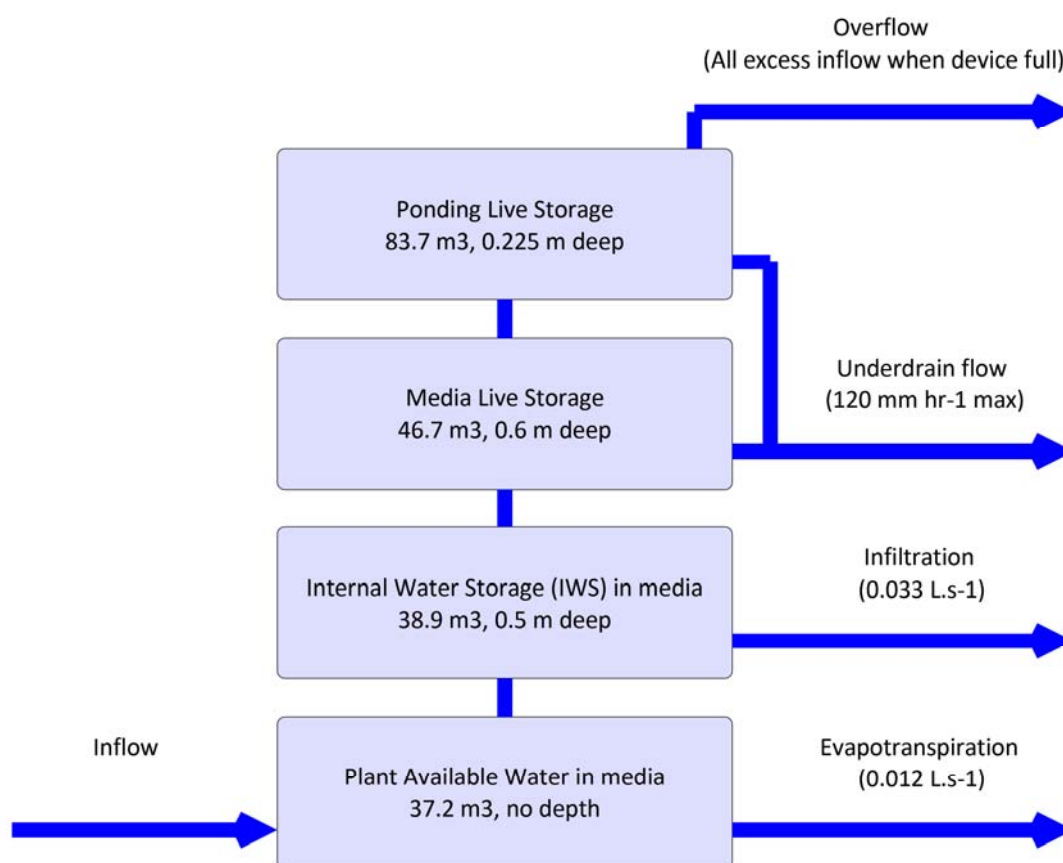 Overflow
(All excess inflow when device full)
Ponding Live Storage
83.7 m3, 0.225 m deep
Media Live Storage
46.7 m3, 0.6 m deep
Underdrain flow
(120 mm hr-1 max)
Internal Water Storage (IWS) in media
38.9 m3, 0.5 m deep
Infiltration
(0.033 L.s-1)
Inflow
Plant Available Water in media
37.2 m3, no depth
Evapotranspiration
(0.012 L.s-1)